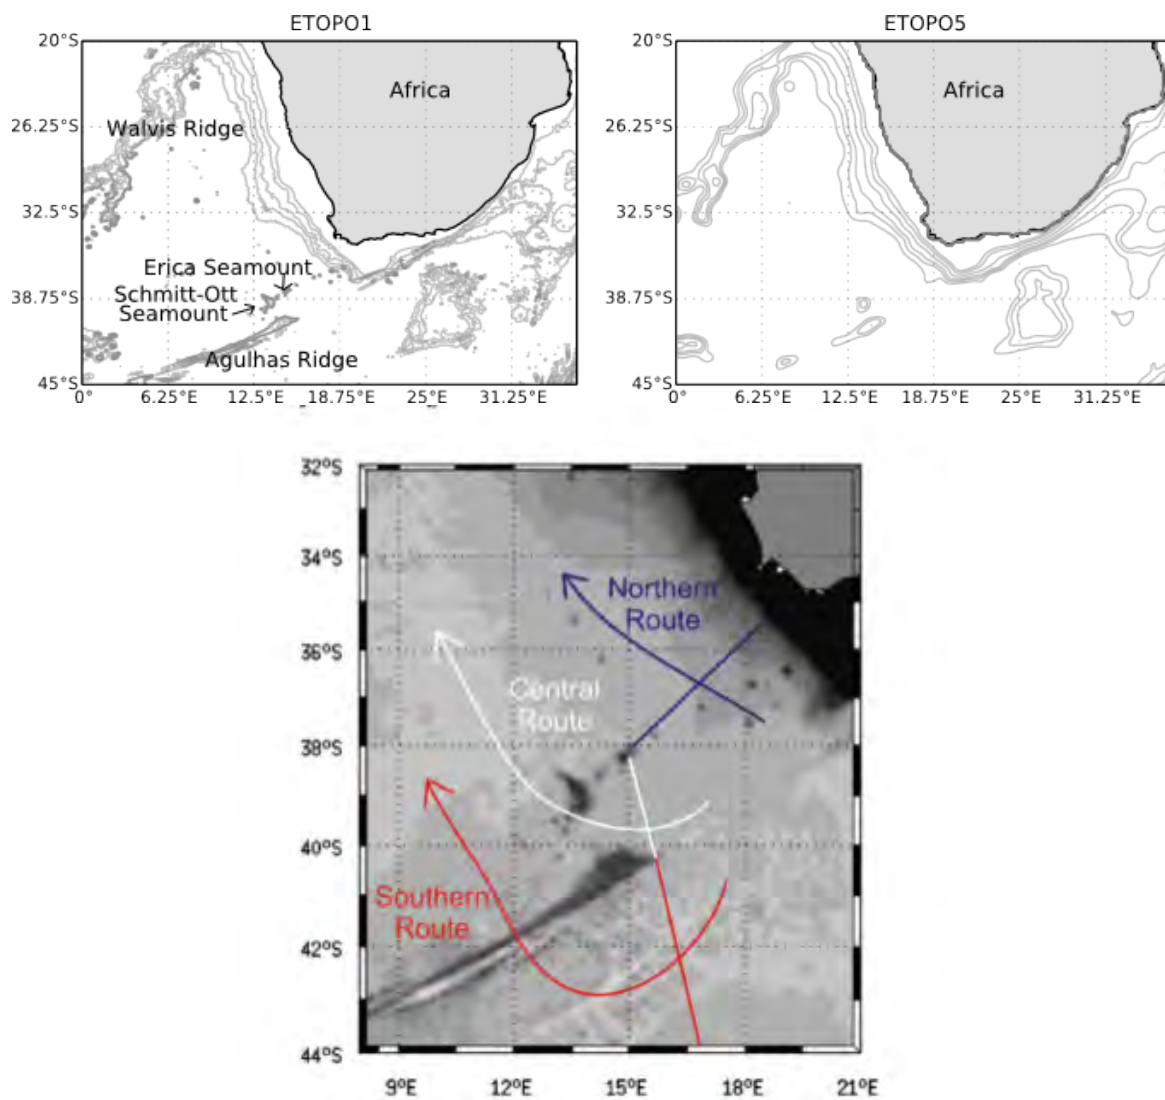 ETOPO1
20°S
26.25°S
32.5°S
38.75°S
45°S
0°
6.25°E
12.5°E
18.75°E
25°E
31.25°E
Africa
Walvis Ridge
Erica Seamount
Schmitt-Ott
Seamount
Agulhas Ridge
ETOPO5
20°S
26.25°S
32.5°S
38.75°S
45°S
0°
6.25°E
12.5°E
18.75°E
25°E
31.25°E
Africa
32°S
34°S
36°S
38°S
40°S
42°S
44°S
9°E
12°E
15°E
18°E
21°E
Northern
Route
Central
Route
Southern
Route